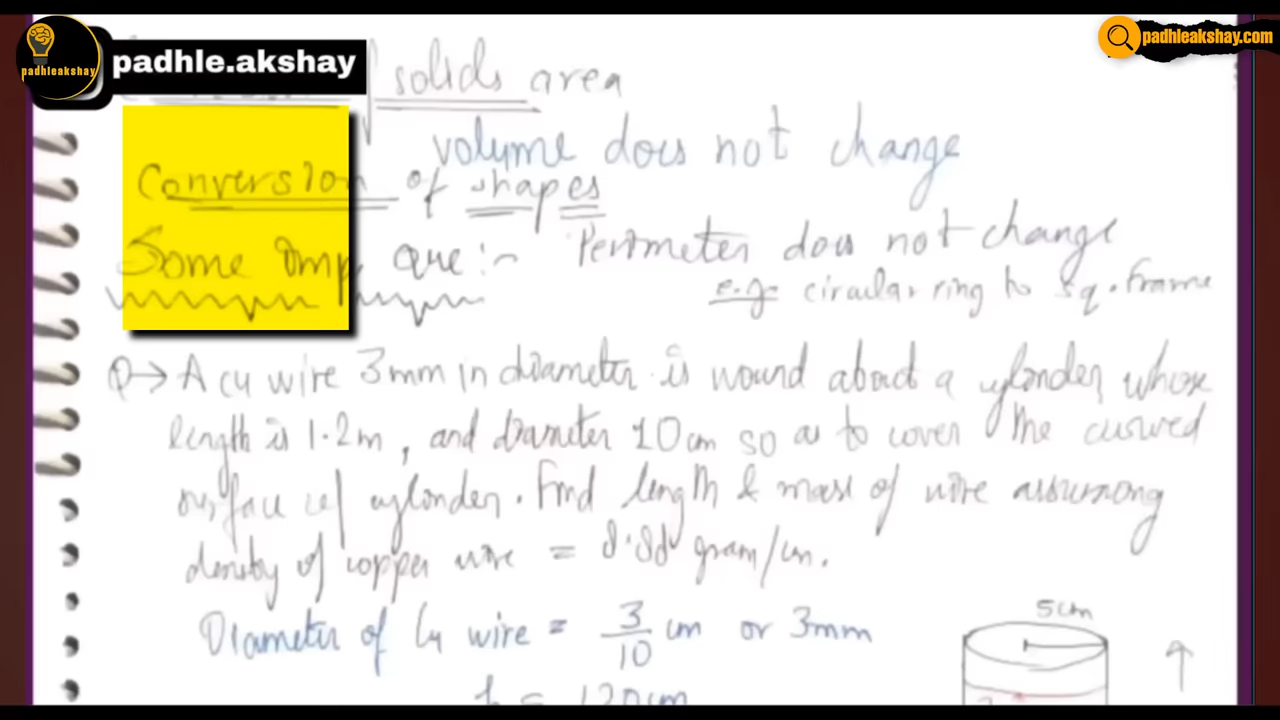 padhleakshay
padhle.akshay
padhleakshay.com
solids area
volume does not change
Conversion of shapes
Some Imp que :-
Perimeter does not change
e.g. circular ring to sq. frame
Q→ A Cu wire 3mm in diameter is wound about a cylinder whose
length is 1.2m, and Diameter 10cm so as to cover the curved
surface of cylinder. Find length & mass of wire assuming
density of copper wire = 8.88 gram/cm.
Diameter of Cu wire = 3/10 cm or 3mm
5cm
h = 120cm